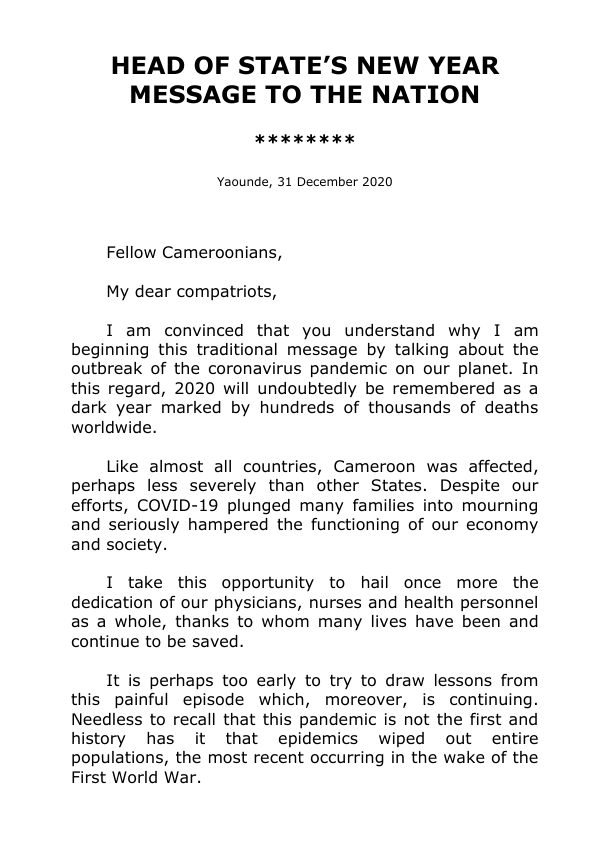 HEAD OF STATE’S NEW YEAR
MESSAGE TO THE NATION
********
Yaounde, 31 December 2020
Fellow Cameroonians,
My dear compatriots,
I am convinced that you understand why I am
beginning this traditional message by talking about the
outbreak of the coronavirus pandemic on our planet. In
this regard, 2020 will undoubtedly be remembered as a
dark year marked by hundreds of thousands of deaths
worldwide.
Like almost all countries, Cameroon was affected,
perhaps less severely than other States. Despite our
efforts, COVID-19 plunged many families into mourning
and seriously hampered the functioning of our economy
and society.
I take this opportunity to hail once more the
dedication of our physicians, nurses and health personnel
as a whole, thanks to whom many lives have been and
continue to be saved.
It is perhaps too early to try to draw lessons from
this painful episode which, moreover, is continuing.
Needless to recall that this pandemic is not the first and
history has it that epidemics wiped out entire
populations, the most recent occurring in the wake of the
First World War.